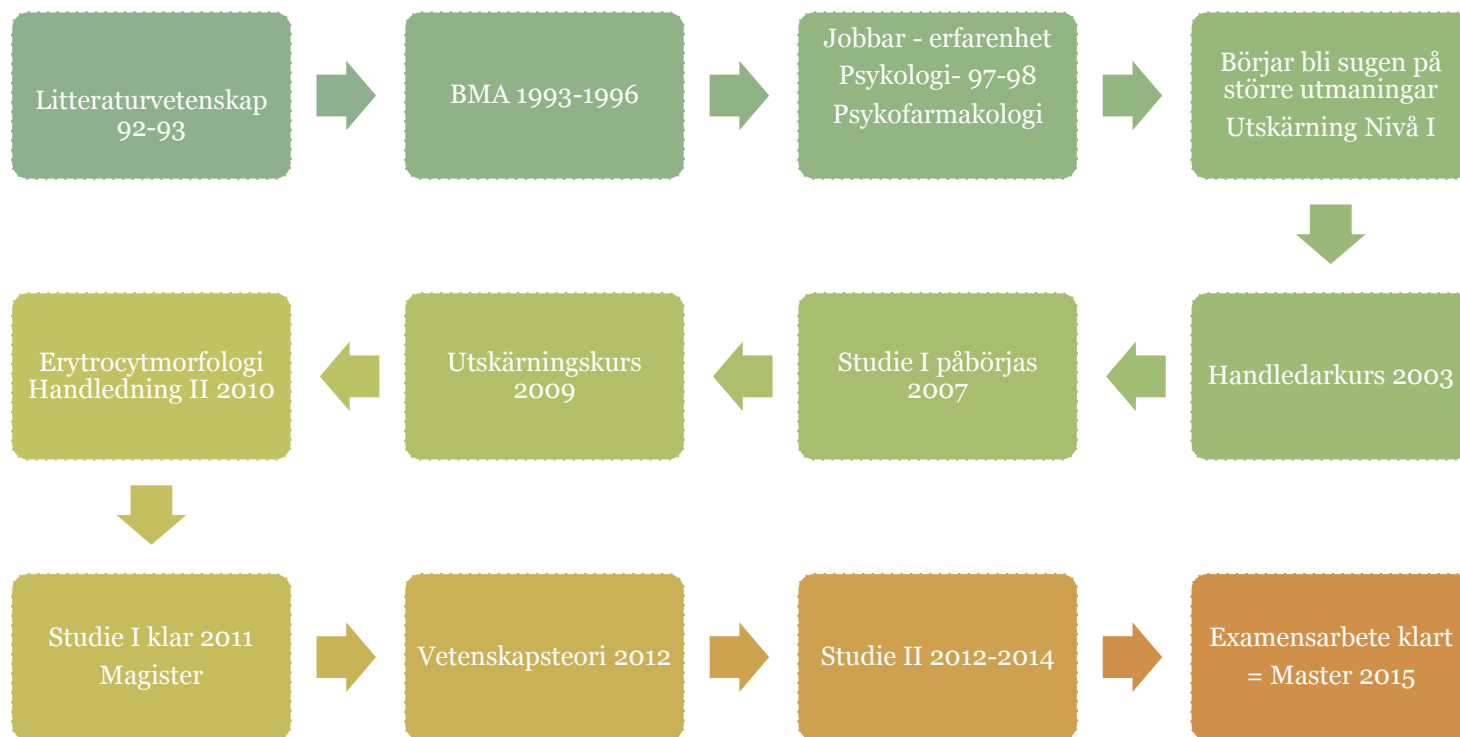 Litteraturvetenskap
92-93
BMA 1993-1996
Jobbar - erfarenhet
Psykologi- 97-98
Psykofarmakologi
Börjar bli sugen på
större utmaningar
Utskärning Nivå I
Handledarkurs 2003
Studie I påbörjas
2007
Utskärningskurs
2009
Erytrocytmorfologi
Handledning II 2010
Studie I klar 2011
Magister
Vetenskapsteori 2012
Studie II 2012-2014
Examensarbete klart
= Master 2015